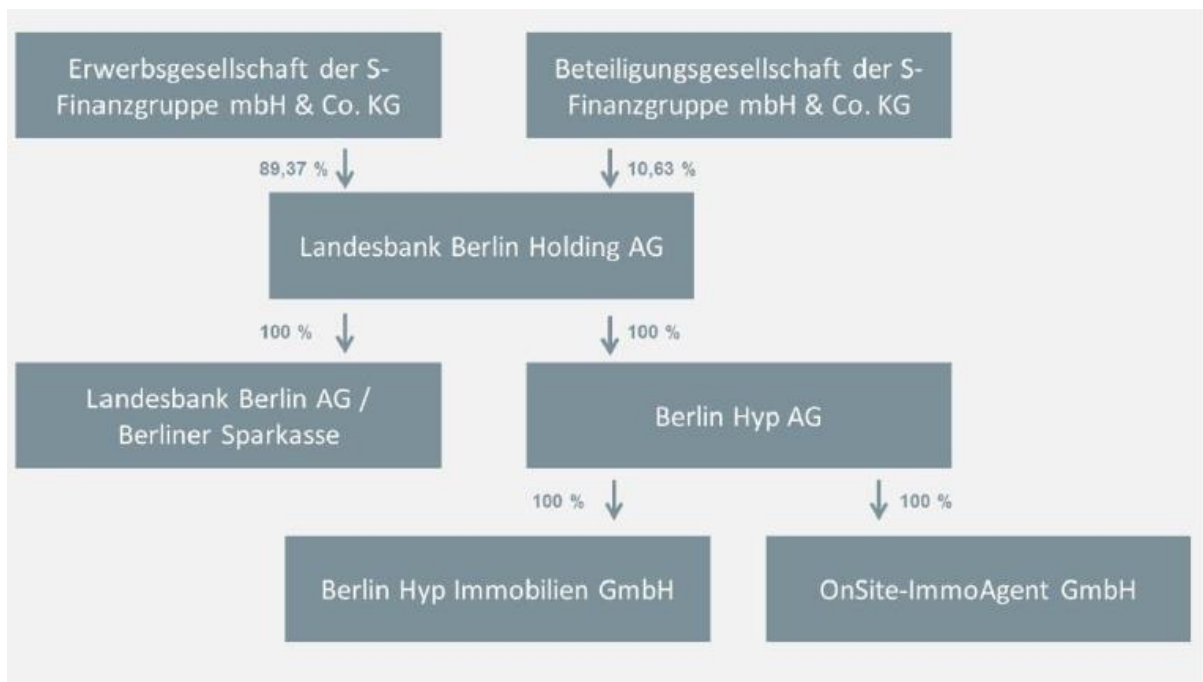 Erwerbsgesellschaft der S-
Finanzgruppe mbH & Co. KG
Beteiligungsgesellschaft der S-
Finanzgruppe mbH & Co. KG
89,37 %
10,63 %
Landesbank Berlin Holding AG
100 %
100 %
Landesbank Berlin AG /
Berliner Sparkasse
Berlin Hyp AG
100 %
100 %
Berlin Hyp Immobilien GmbH
OnSite-ImmoAgent GmbH